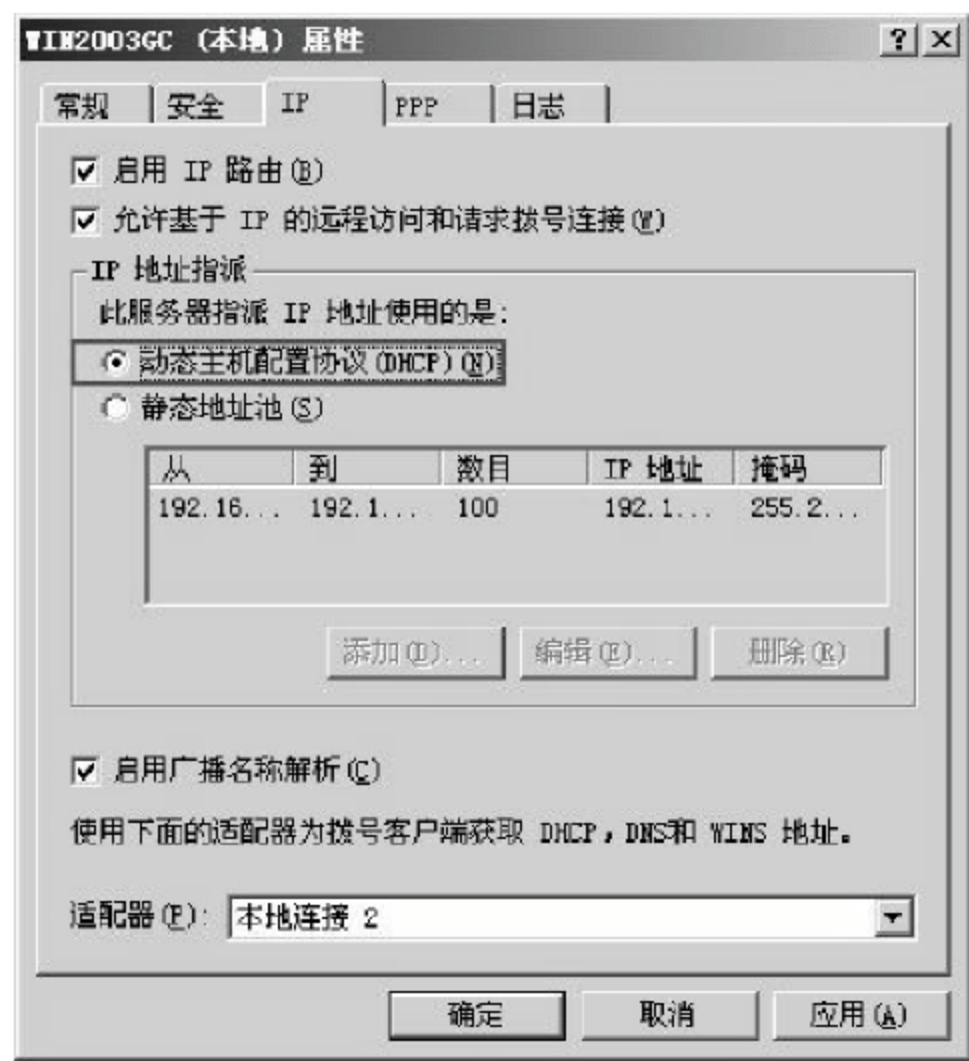 WIN2003GC (本地) 属性
常规 安全 IP PPP 日志
启用 IP 路由(B)
允许基于 IP 的远程访问和请求拨号连接(W)
IP 地址指派
此服务器指派 IP 地址使用的是:
动态主机配置协议(DHCP)(N)
静态地址池(S)
从 到 数目 IP 地址 掩码
192.16... 192.1... 100 192.1... 255.2...
添加(D)... 编辑(E)... 删除(R)
启用广播名称解析(C)
使用下面的适配器为拨号客户端获取 DHCP,DNS和 WINS 地址。
适配器(P): 本地连接 2
确定 取消 应用(A)